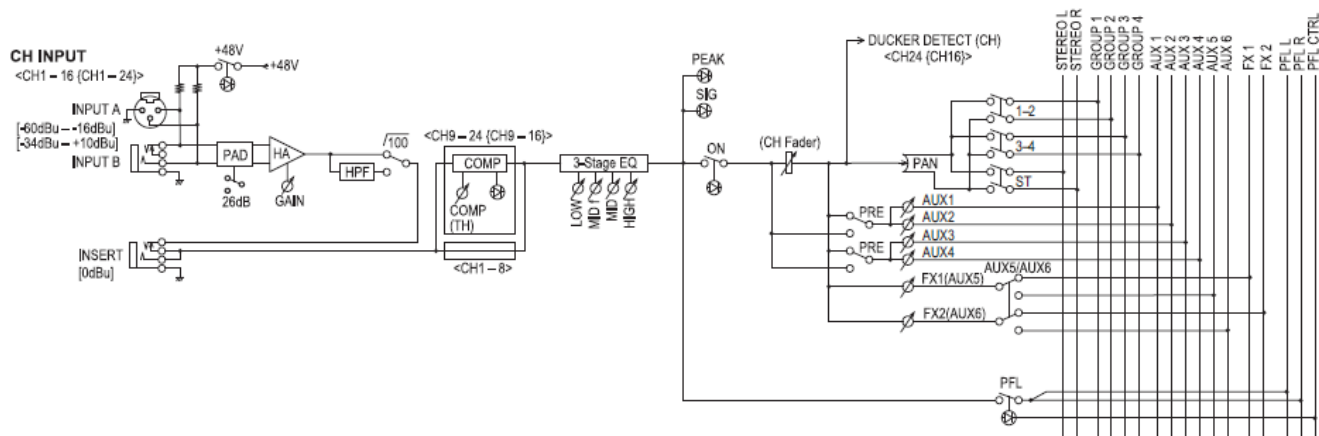 CH INPUT
<CH1 – 16 {CH1 – 24}>
+48V
+48V
INPUT A
[-60dBu – -16dBu]
[-34dBu – +10dBu]
INPUT B
PAD
26dB
HA
GAIN
√100
HPF
INSERT
[0dBu]
<CH9 – 24 {CH9 – 16}>
COMP
COMP
(TH)
<CH1 – 8>
3-Stage EQ
LOW
MID f
MID
HIGH
PEAK
SIG
ON
(CH Fader)
DUCKER DETECT (CH)
<CH24 {CH16}>
PAN
1–2
3–4
ST
PRE
AUX1
AUX2
PRE
AUX3
AUX4
AUX5/AUX6
FX1(AUX5)
FX2(AUX6)
PFL
STEREO L
STEREO R
GROUP 1
GROUP 2
GROUP 3
GROUP 4
AUX 1
AUX 2
AUX 3
AUX 4
AUX 5
AUX 6
FX 1
FX 2
PFL L
PFL R
PFL CTRL